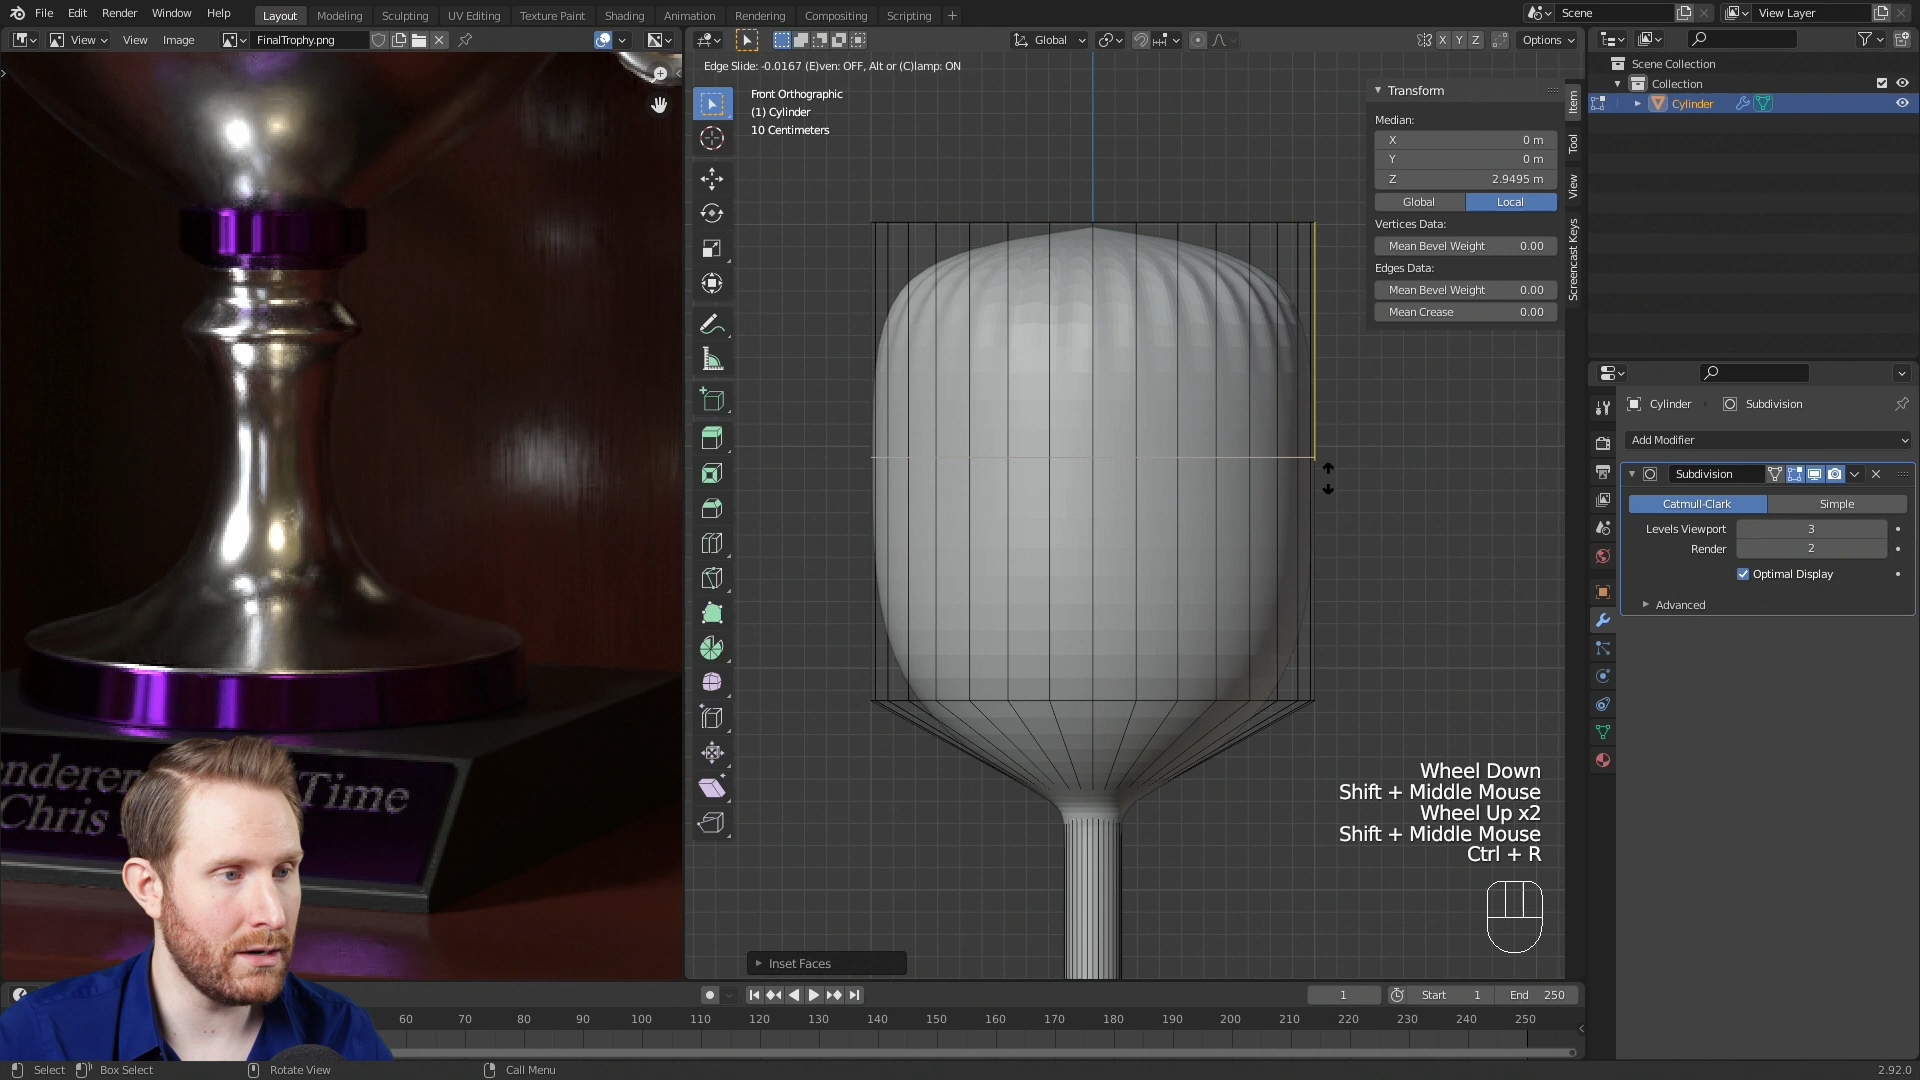 File Edit Render Window Help Layout Modeling Sculpting UV Editing Texture Paint Shading Animation Rendering Compositing Scripting + Scene View Layer
View View Image FinalTrophy.png Global X Y Z Options
Edge Slide: -0.0167 (E)ven: OFF, Alt or (C)lamp: ON
Front Orthographic
(1) Cylinder
10 Centimeters
Transform
Median:
X 0 m
Y 0 m
Z 2.9495 m
Global Local
Vertices Data:
Mean Bevel Weight 0.00
Edges Data:
Mean Bevel Weight 0.00
Mean Crease 0.00
Item
Tool
View
Screencast Keys
Scene Collection
Collection
Cylinder
Cylinder Subdivision
Add Modifier
Subdivision
Catmull-Clark Simple
Levels Viewport 3
Render 2
Optimal Display
Advanced
Time
Chris
Wheel Down
Shift + Middle Mouse
Wheel Up x2
Shift + Middle Mouse
Ctrl + R
Inset Faces
1 Start 1 End 250
60 70 80 90 100 110 120 130 140 150 160 170 180 190 200 210 220 230 240 250
Select Box Select Rotate View Call Menu 2.92.0